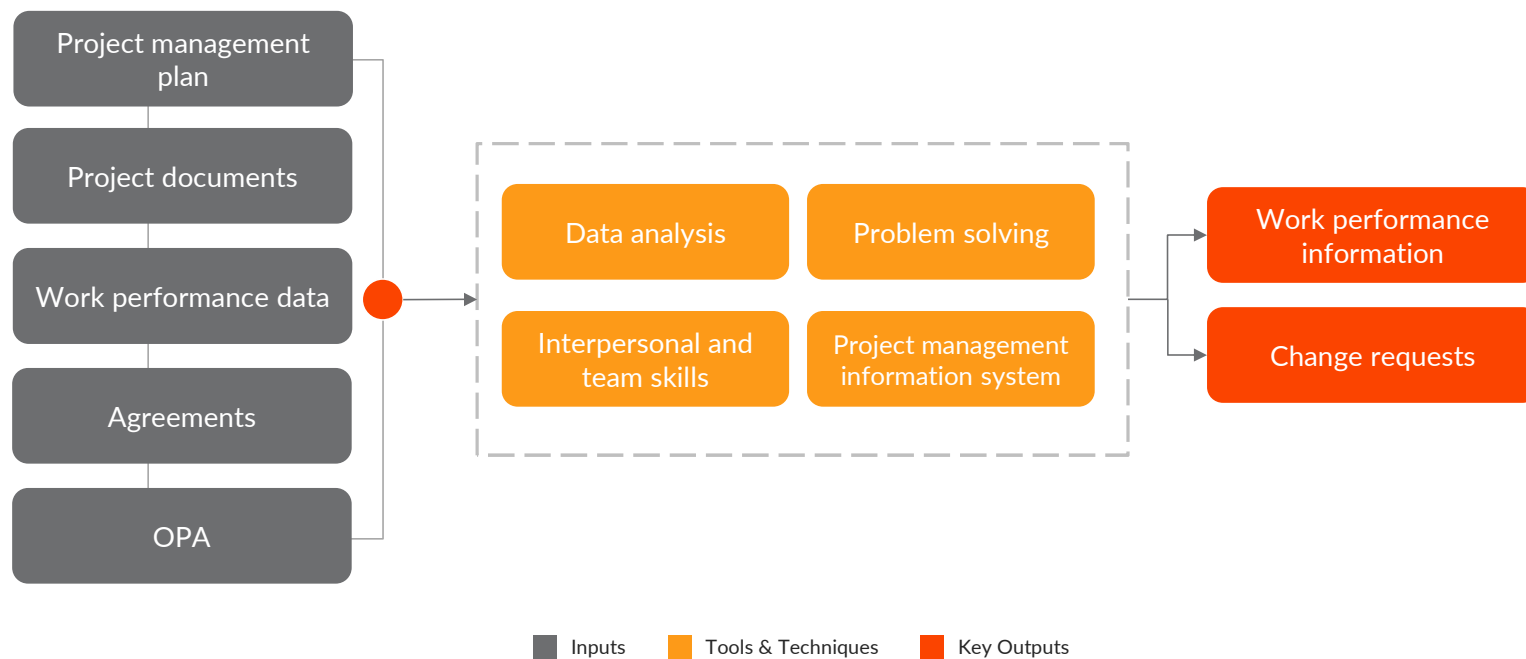 Project management
plan
Project documents
Work performance data
Agreements
OPA
Data analysis
Problem solving
Interpersonal and
team skills
Project management
information system
Work performance
information
Change requests
Inputs
Tools & Techniques
Key Outputs